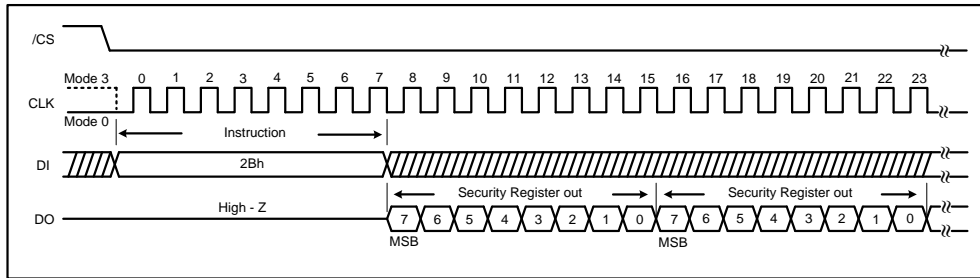 /CS
Mode 3 0 1 2 3 4 5 6 7 8 9 10 11 12 13 14 15 16 17 18 19 20 21 22 23
CLK
Mode 0
Instruction
DI 2Bh
Security Register out Security Register out
High - Z
DO 7 6 5 4 3 2 1 0 7 6 5 4 3 2 1 0
MSB MSB